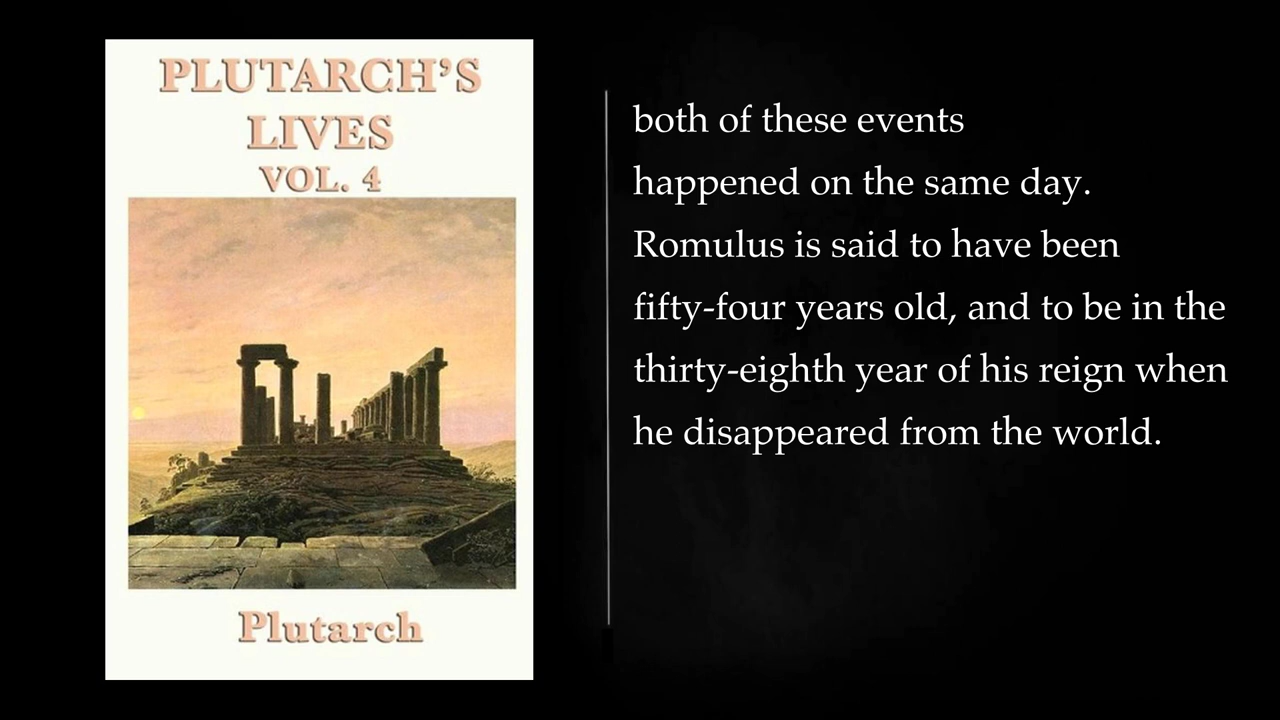 PLUTARCH'S
LIVES
VOL. 4
Plutarch
both of these events
happened on the same day.
Romulus is said to have been
fifty-four years old, and to be in the
thirty-eighth year of his reign when
he disappeared from the world.